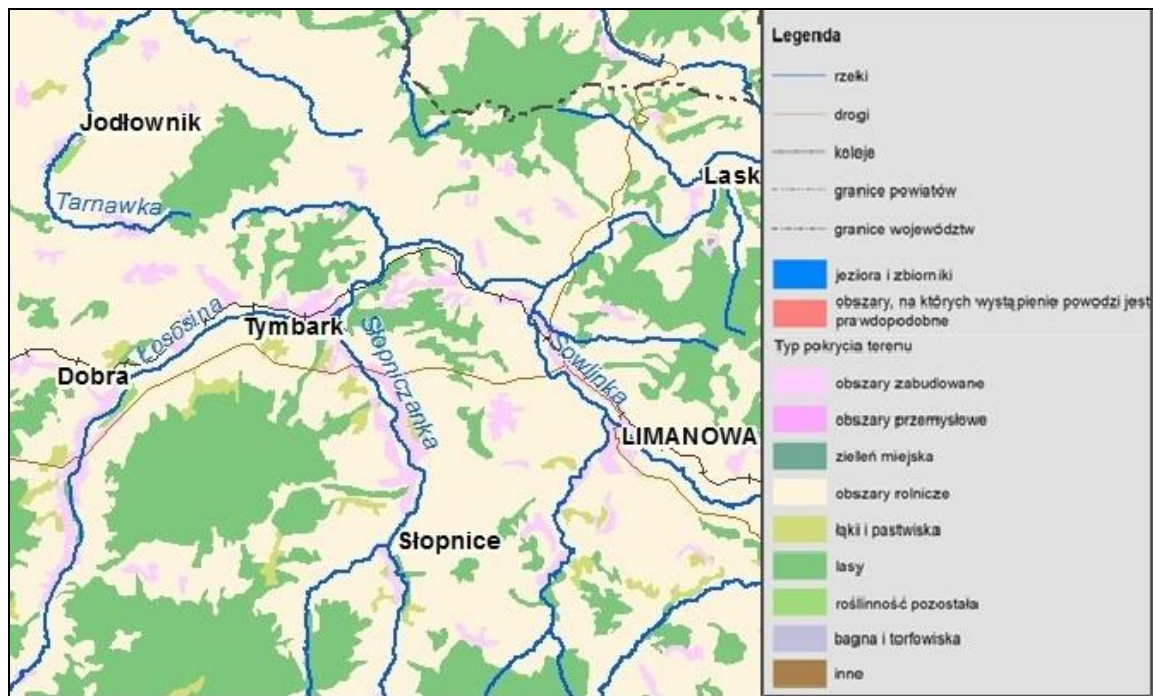 Jodłownik
Tarnawka
Lask
Łososina
Tymbark
Słopniczanka
Sowlinka
Dobra
LIMANOWA
Słopnice
Legenda
rzeki
drogi
koleje
granice powiatów
granice województw
jeziora i zbiorniki
obszary, na których wystąpienie powodzi jest
prawdopodobne
Typ pokrycia terenu
obszary zabudowane
obszary przemysłowe
zieleń miejska
obszary rolnicze
łąki i pastwiska
lasy
roślinność pozostała
bagna i torfowiska
inne